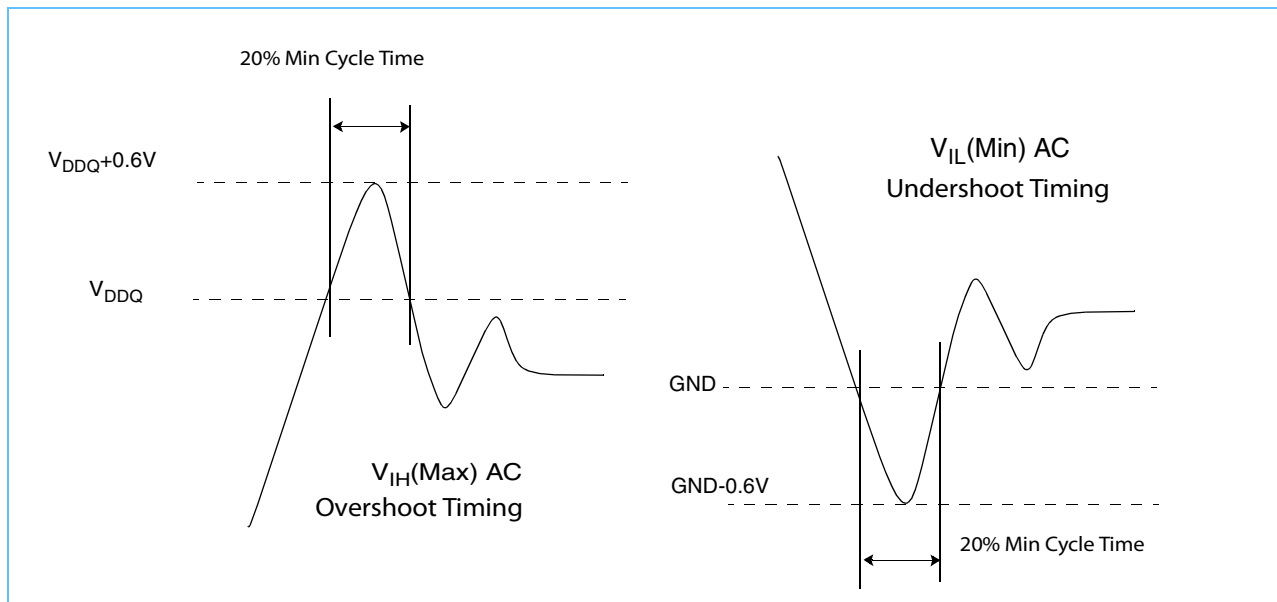 20% Min Cycle Time
VDDQ+0.6V
VDDQ
VIH(Max) AC
Overshoot Timing
VIL(Min) AC
Undershoot Timing
GND
GND-0.6V
20% Min Cycle Time